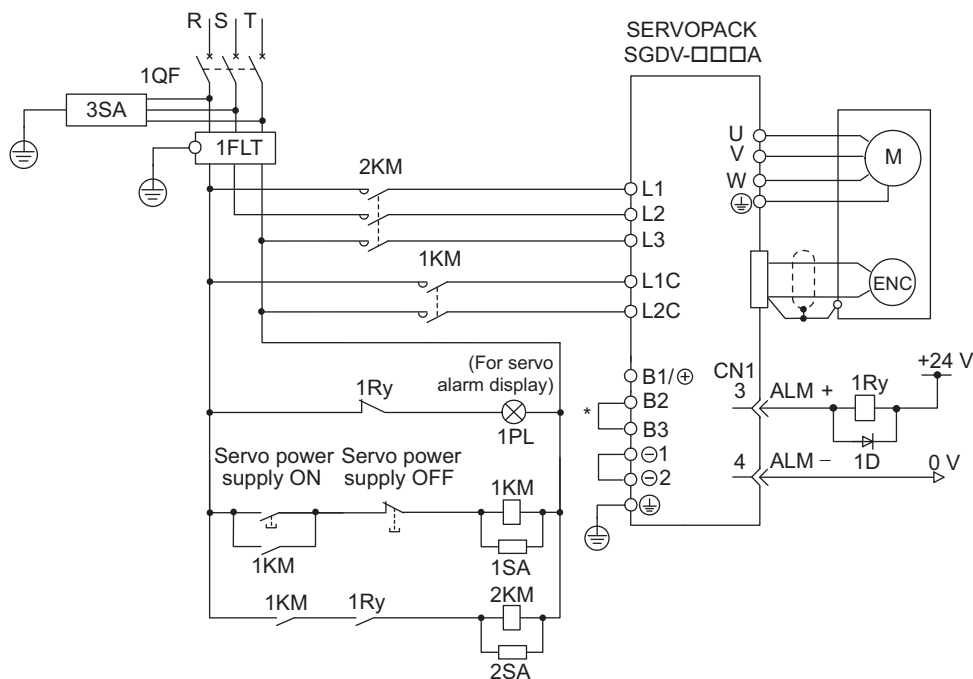 R S T
SERVOPACK
SGDV-□□□A
1QF
3SA
1FLT
2KM
U
V
W
M
L1
L2
L3
1KM
L1C
L2C
ENC
(For servo
alarm display)
1Ry
1PL
B1/⊕
B2
*
B3
⊖1
⊖2
CN1
3 ALM +
1Ry
+24 V
1D
4 ALM −
0 V
Servo power
supply ON
Servo power
supply OFF
1KM
1KM
1SA
1KM
1Ry
2KM
2SA